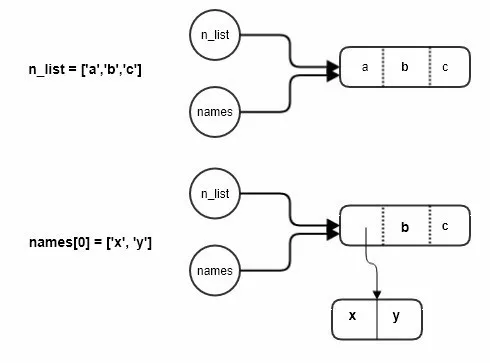 n_list
n_list = ['a','b','c']
a b c
names
n_list
names[0] = ['x', 'y']
b c
names
x y